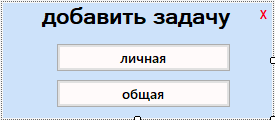 добавить задачу x
личная
общая